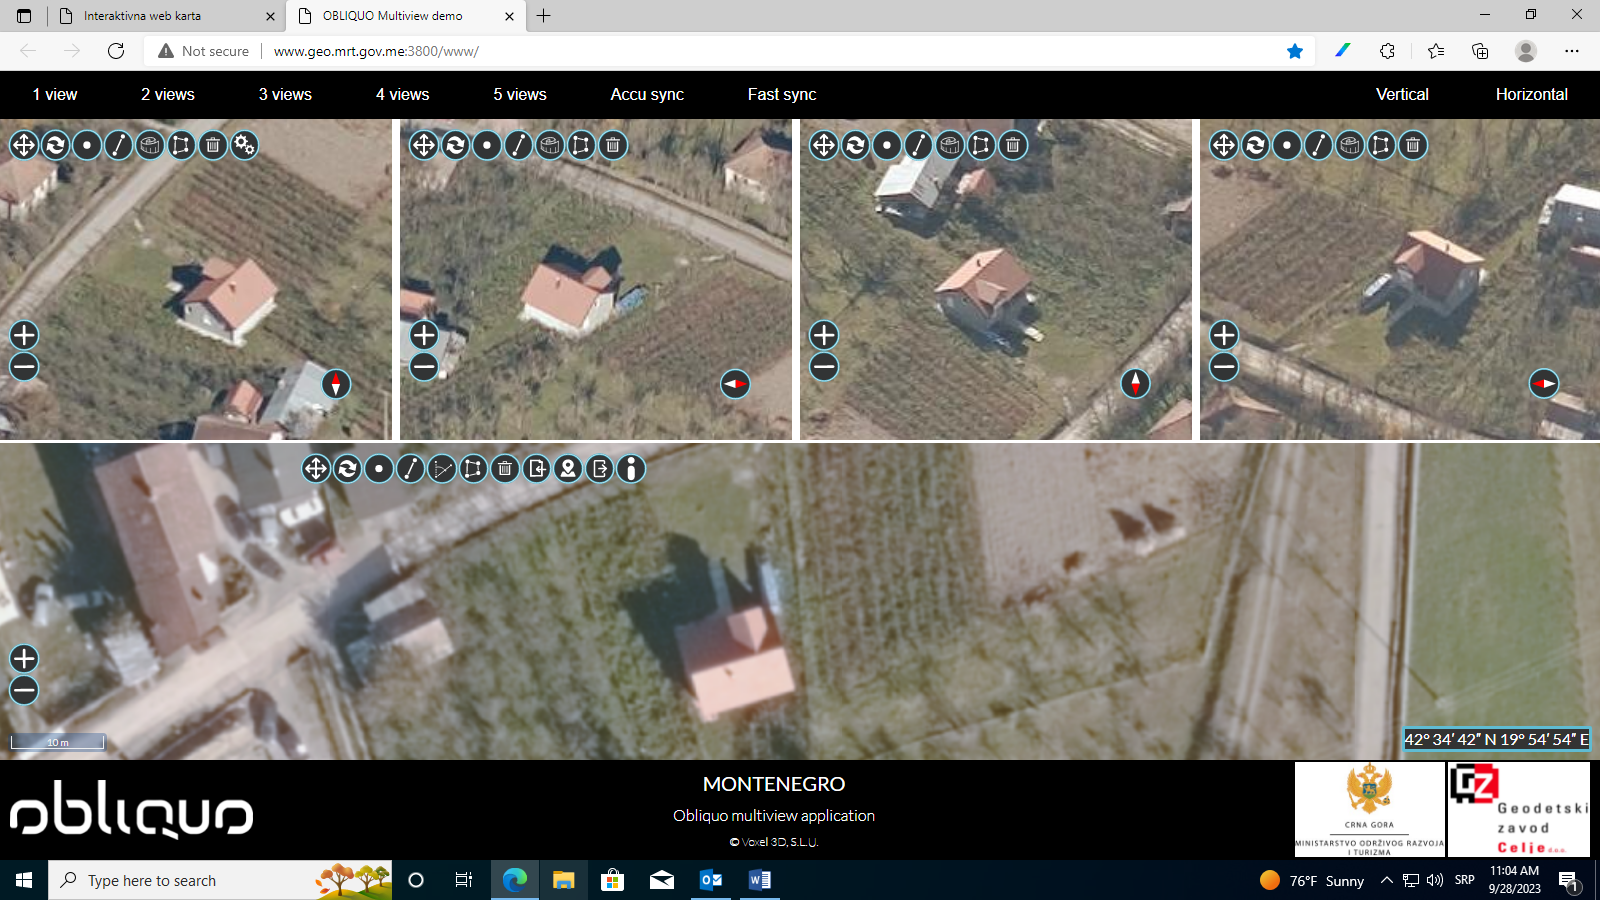 Interaktivna web karta
OBLIQUO Multiview demo
Not secure
www.geo.mrt.gov.me:3800/www/
1 view
2 views
3 views
4 views
5 views
Accu sync
Fast sync
Vertical
Horizontal
10 m
42° 34′ 42″ N 19° 54′ 54″ E
obliquo
MONTENEGRO
Obliquo multiview application
© Voxel 3D, S.L.U.
CRNA GORA
MINISTARSTVO ODRŽIVOG RAZVOJA
I TURIZMA
GZ
Geodetski
zavod
Celje d.o.o.
Type here to search
76°F Sunny
SRP
11:04 AM
9/28/2023
1